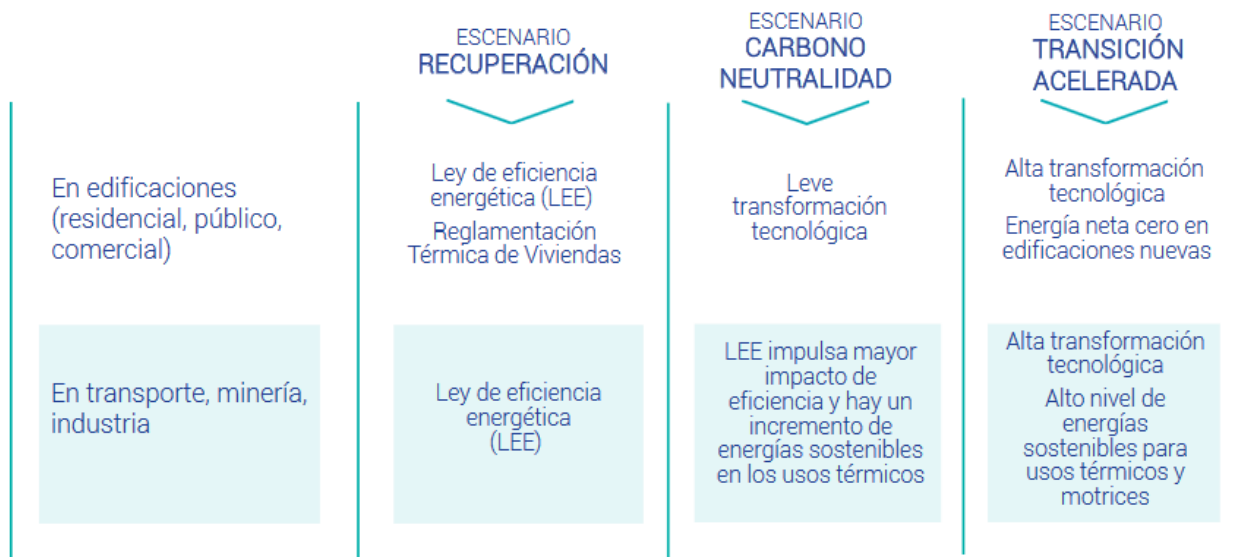 ESCENARIO
RECUPERACIÓN
ESCENARIO
CARBONO
NEUTRALIDAD
ESCENARIO
TRANSICIÓN
ACELERADA
En edificaciones
(residencial, público,
comercial)
Ley de eficiencia
energética (LEE)
Reglamentación
Térmica de Viviendas
Leve
transformación
tecnológica
Alta transformación
tecnológica
Energía neta cero en
edificaciones nuevas
En transporte, minería,
industria
Ley de eficiencia
energética
(LEE)
LEE impulsa mayor
impacto de
eficiencia y hay un
incremento de
energías sostenibles
en los usos térmicos
Alta transformación
tecnológica
Alto nivel de
energías
sostenibles para
usos térmicos y
motrices